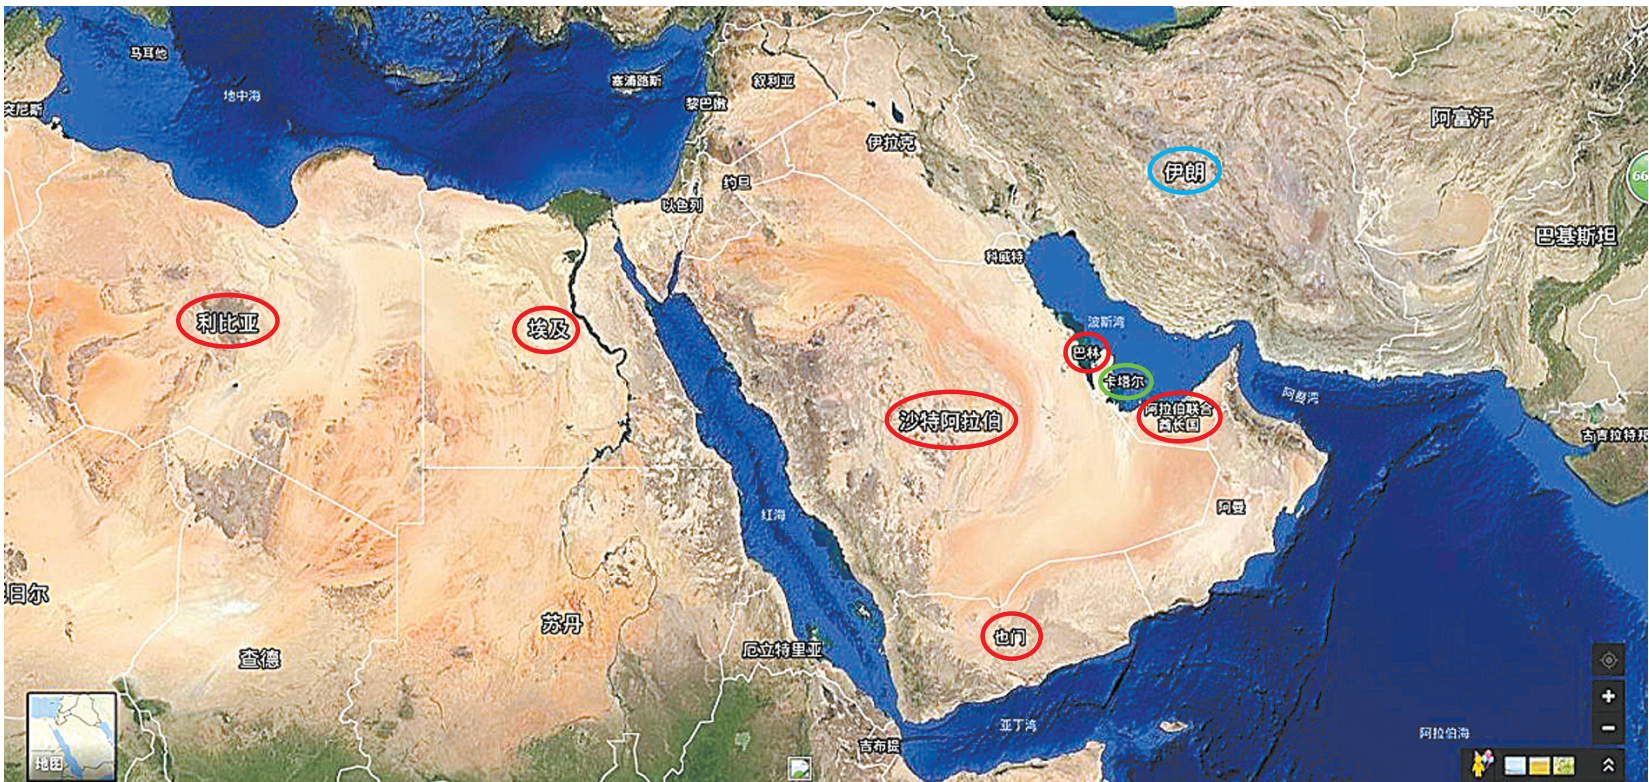 马耳他
地中海
塞浦路斯
叙利亚
黎巴嫩
突尼斯
阿富汗
伊拉克
伊朗
约旦
66
以色列
巴基斯坦
科威特
利比亚
埃及
波斯湾
巴林
卡塔尔
阿曼湾
沙特阿拉伯
阿拉伯联合
酋长国
古吉拉特邦
阿曼
红海
日尔
苏丹
也门
厄立特里亚
查德
亚丁湾
阿拉伯海
吉布提
地图